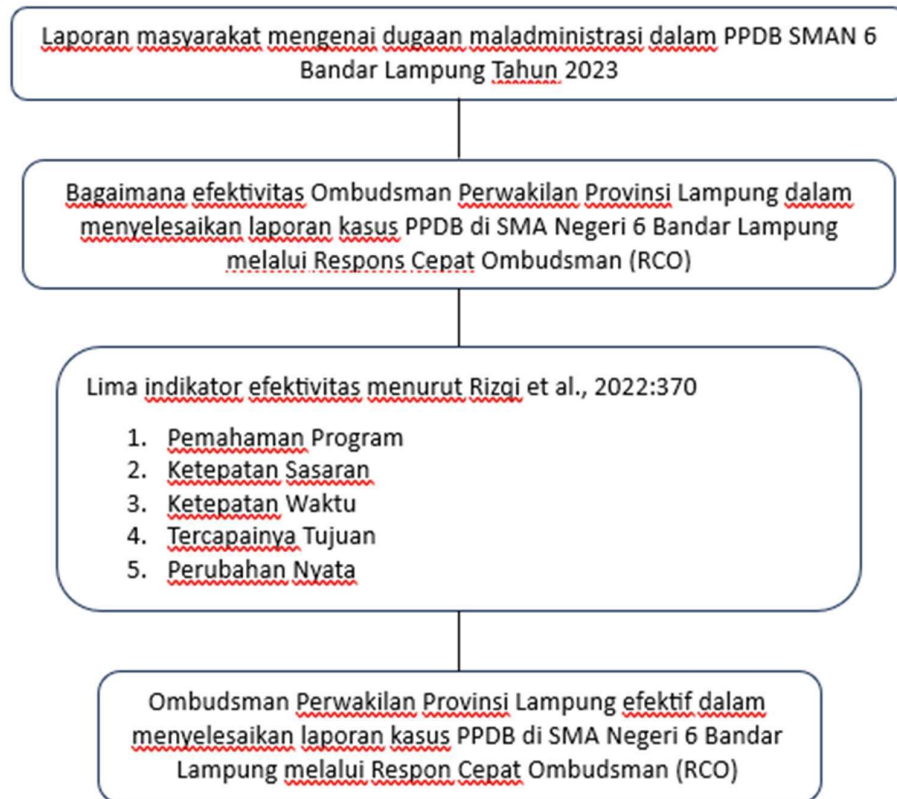 Laporan masyarakat mengenai dugaan maladministrasi dalam PPDB SMAN 6
Bandar Lampung Tahun 2023
Bagaimana efektivitas Ombudsman Perwakilan Provinsi Lampung dalam
menyelesaikan laporan kasus PPDB di SMA Negeri 6 Bandar Lampung
melalui Respons Cepat Ombudsman (RCO)
Lima indikator efektivitas menurut Rizqi et al., 2022:370
1. Pemahaman Program
2. Ketepatan Sasaran
3. Ketepatan Waktu
4. Tercapainya Tujuan
5. Perubahan Nyata
Ombudsman Perwakilan Provinsi Lampung efektif dalam
menyelesaikan laporan kasus PPDB di SMA Negeri 6 Bandar
Lampung melalui Respon Cepat Ombudsman (RCO)